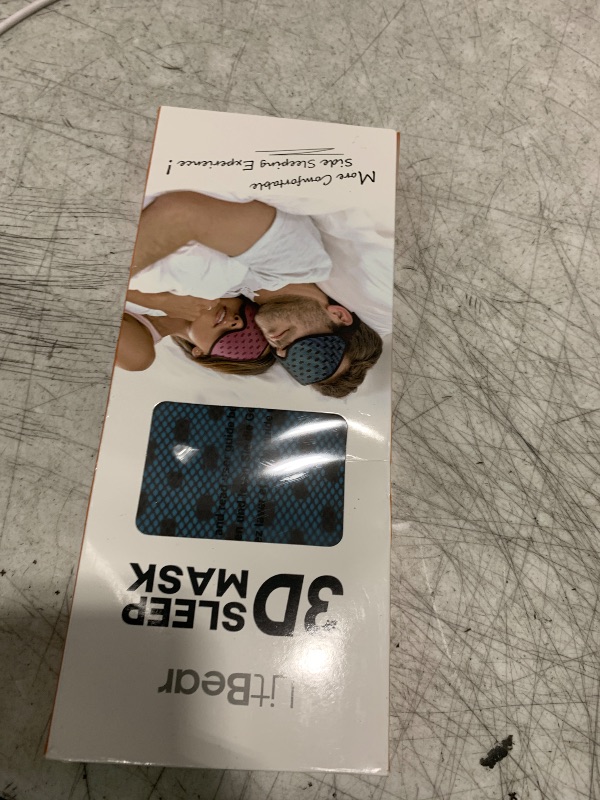 LitBear
3D SLEEP
MASK
More Comfortable
Side Sleeping Experience!